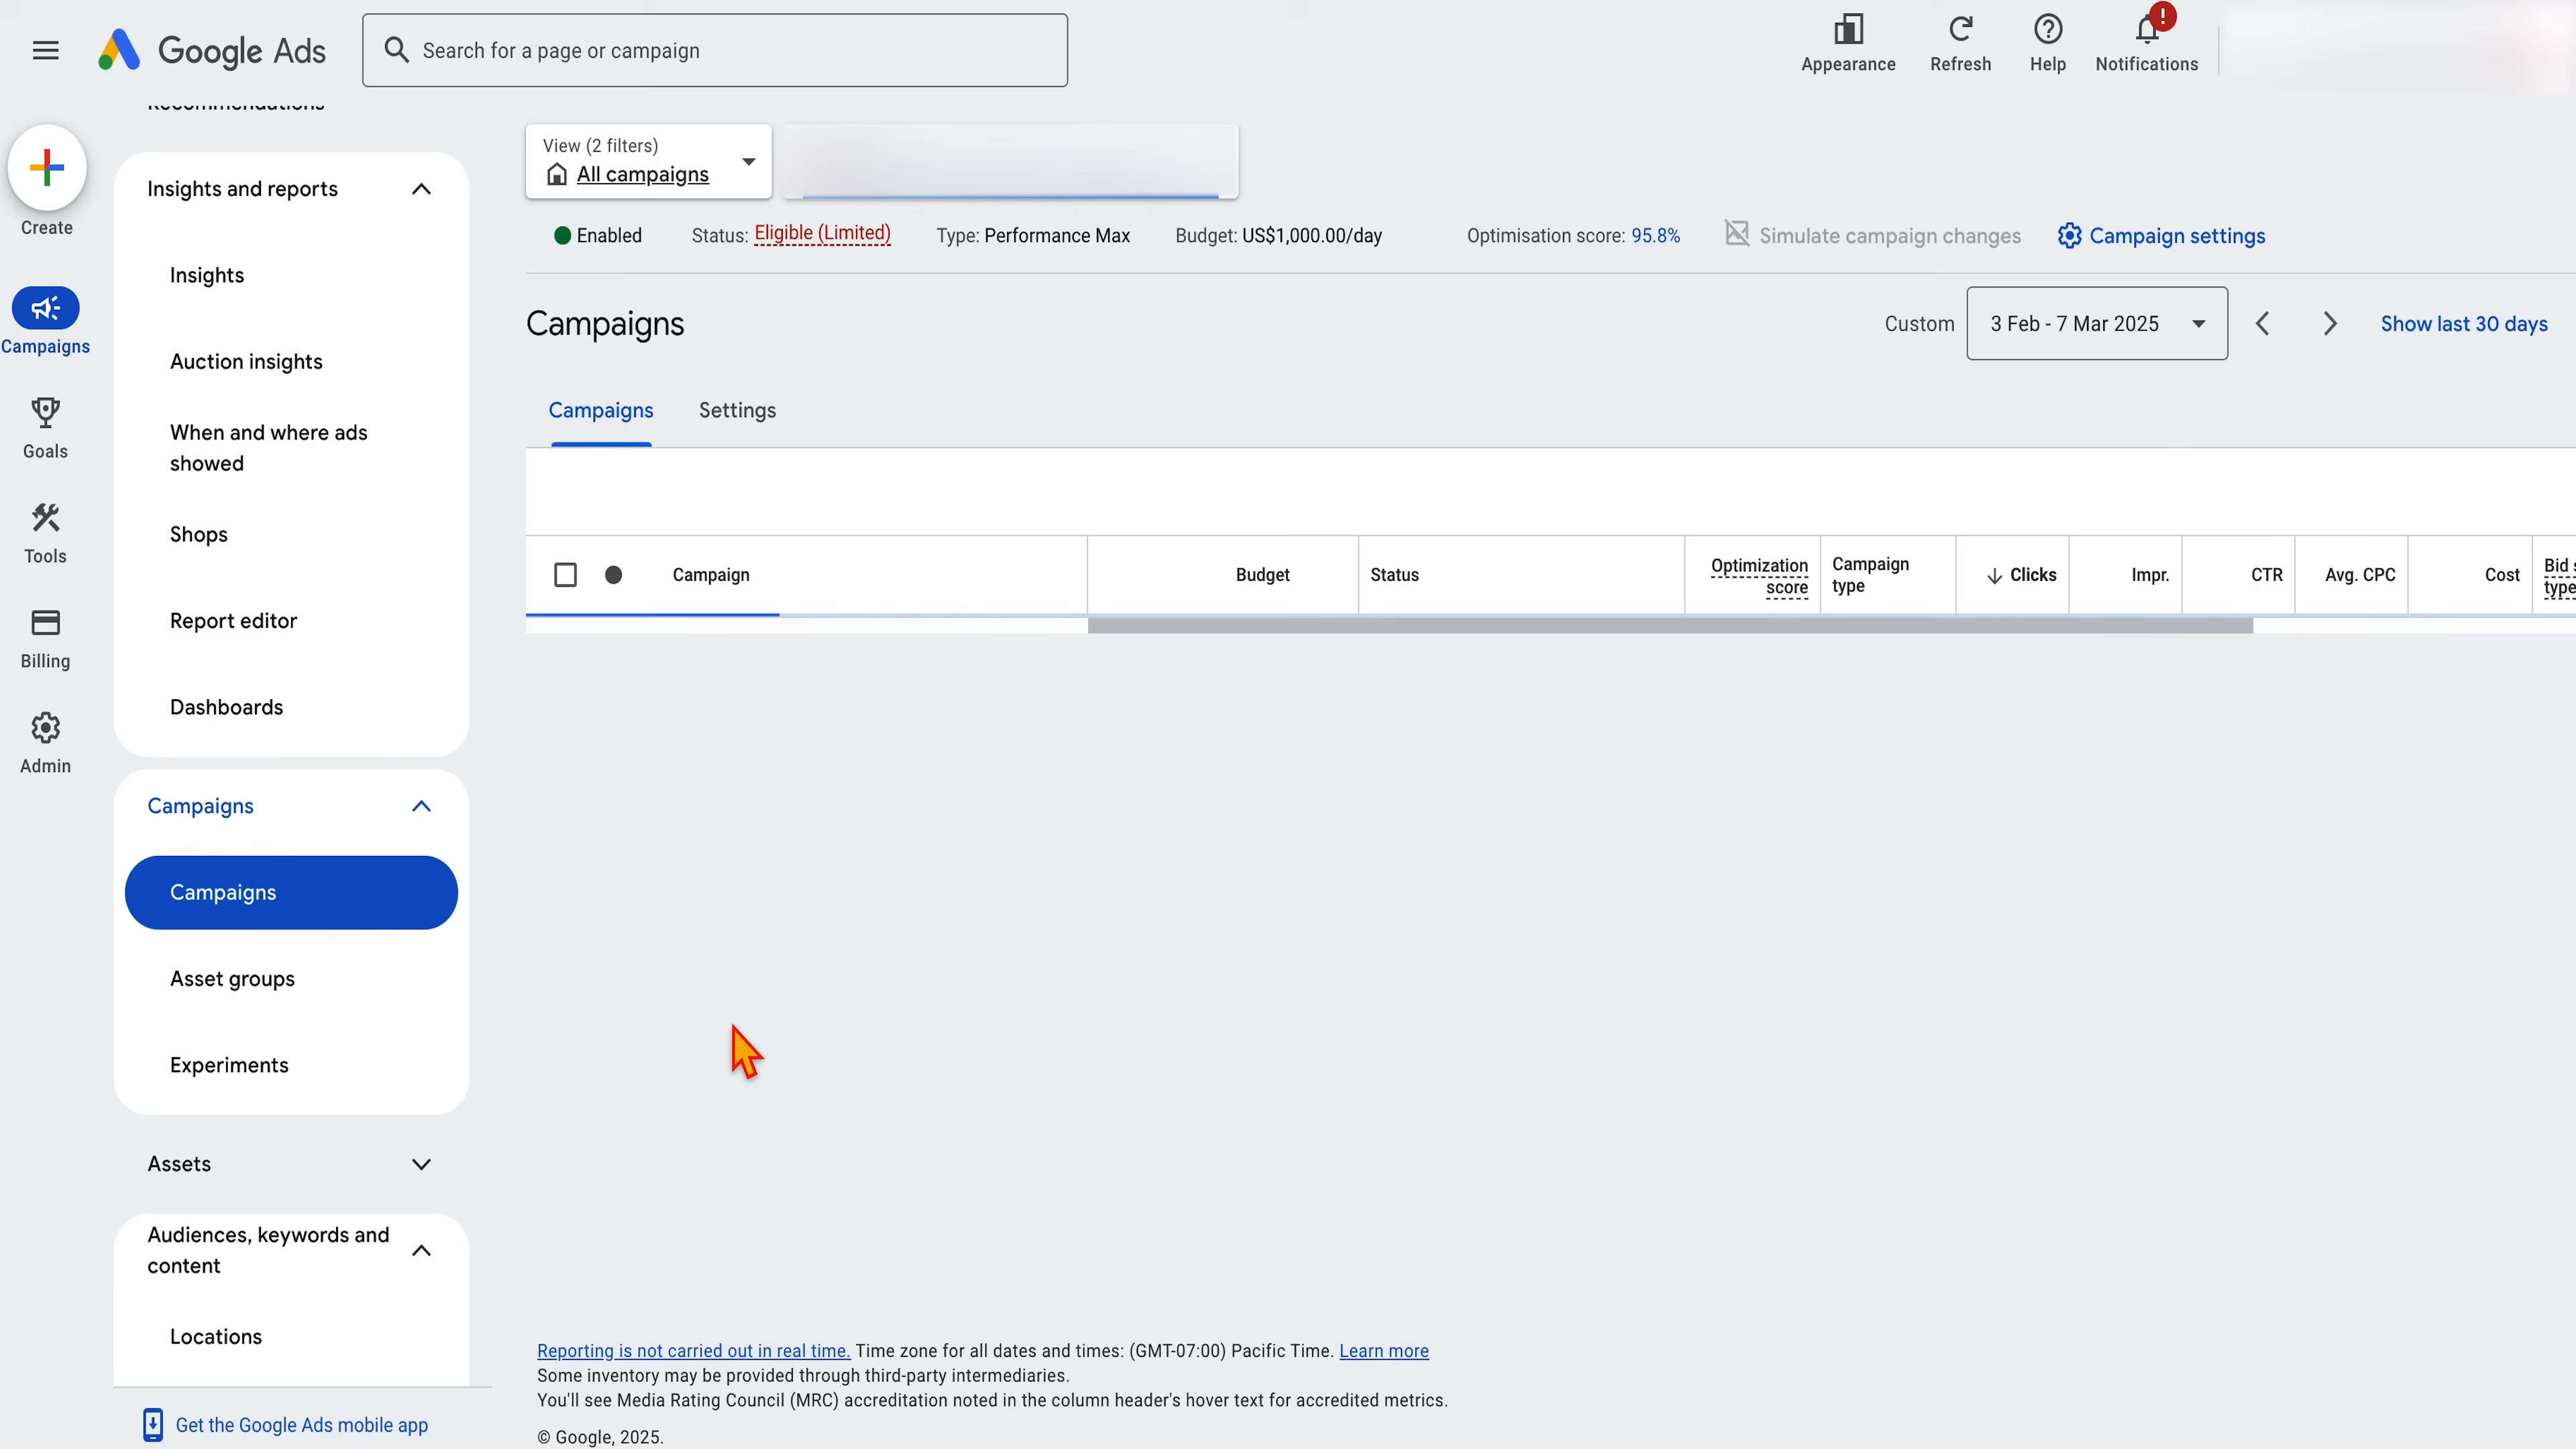 Google Ads
Search for a page or campaign
Appearance
Refresh
Help
Notifications
Recommendations
Create
Campaigns
Goals
Tools
Billing
Admin
Insights and reports
Insights
Auction insights
When and where ads
showed
Shops
Report editor
Dashboards
Campaigns
Campaigns
Asset groups
Experiments
Assets
Audiences, keywords and
content
Locations
Get the Google Ads mobile app
View (2 filters)
All campaigns
Enabled Status: Eligible (Limited) Type: Performance Max Budget: US$1,000.00/day Optimisation score: 95.8% Simulate campaign changes Campaign settings
Campaigns
Custom 3 Feb - 7 Mar 2025 Show last 30 days
Campaigns Settings
Campaign
Budget
Status
Optimization
score
Campaign
type
Clicks
Impr.
CTR
Avg. CPC
Cost
Bid
type
Reporting is not carried out in real time. Time zone for all dates and times: (GMT-07:00) Pacific Time. Learn more
Some inventory may be provided through third-party intermediaries.
You'll see Media Rating Council (MRC) accreditation noted in the column header's hover text for accredited metrics.
© Google, 2025.